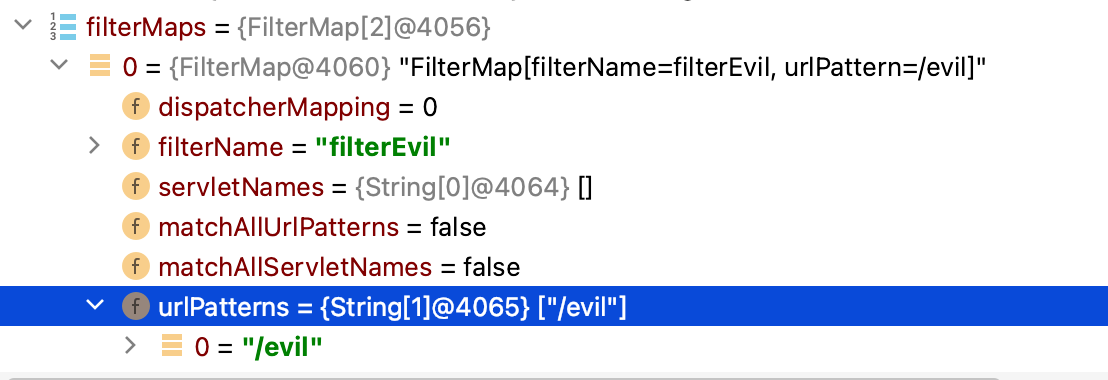 filterMaps = {FilterMap[2]@4056}
0 = {FilterMap@4060} "FilterMap[filterName=filterEvil, urlPattern=/evil]"
f dispatcherMapping = 0
f filterName = "filterEvil"
f servletNames = {String[0]@4064} []
f matchAllUrlPatterns = false
f matchAllServletNames = false
f urlPatterns = {String[1]@4065} ["/evil"]
0 = "/evil"